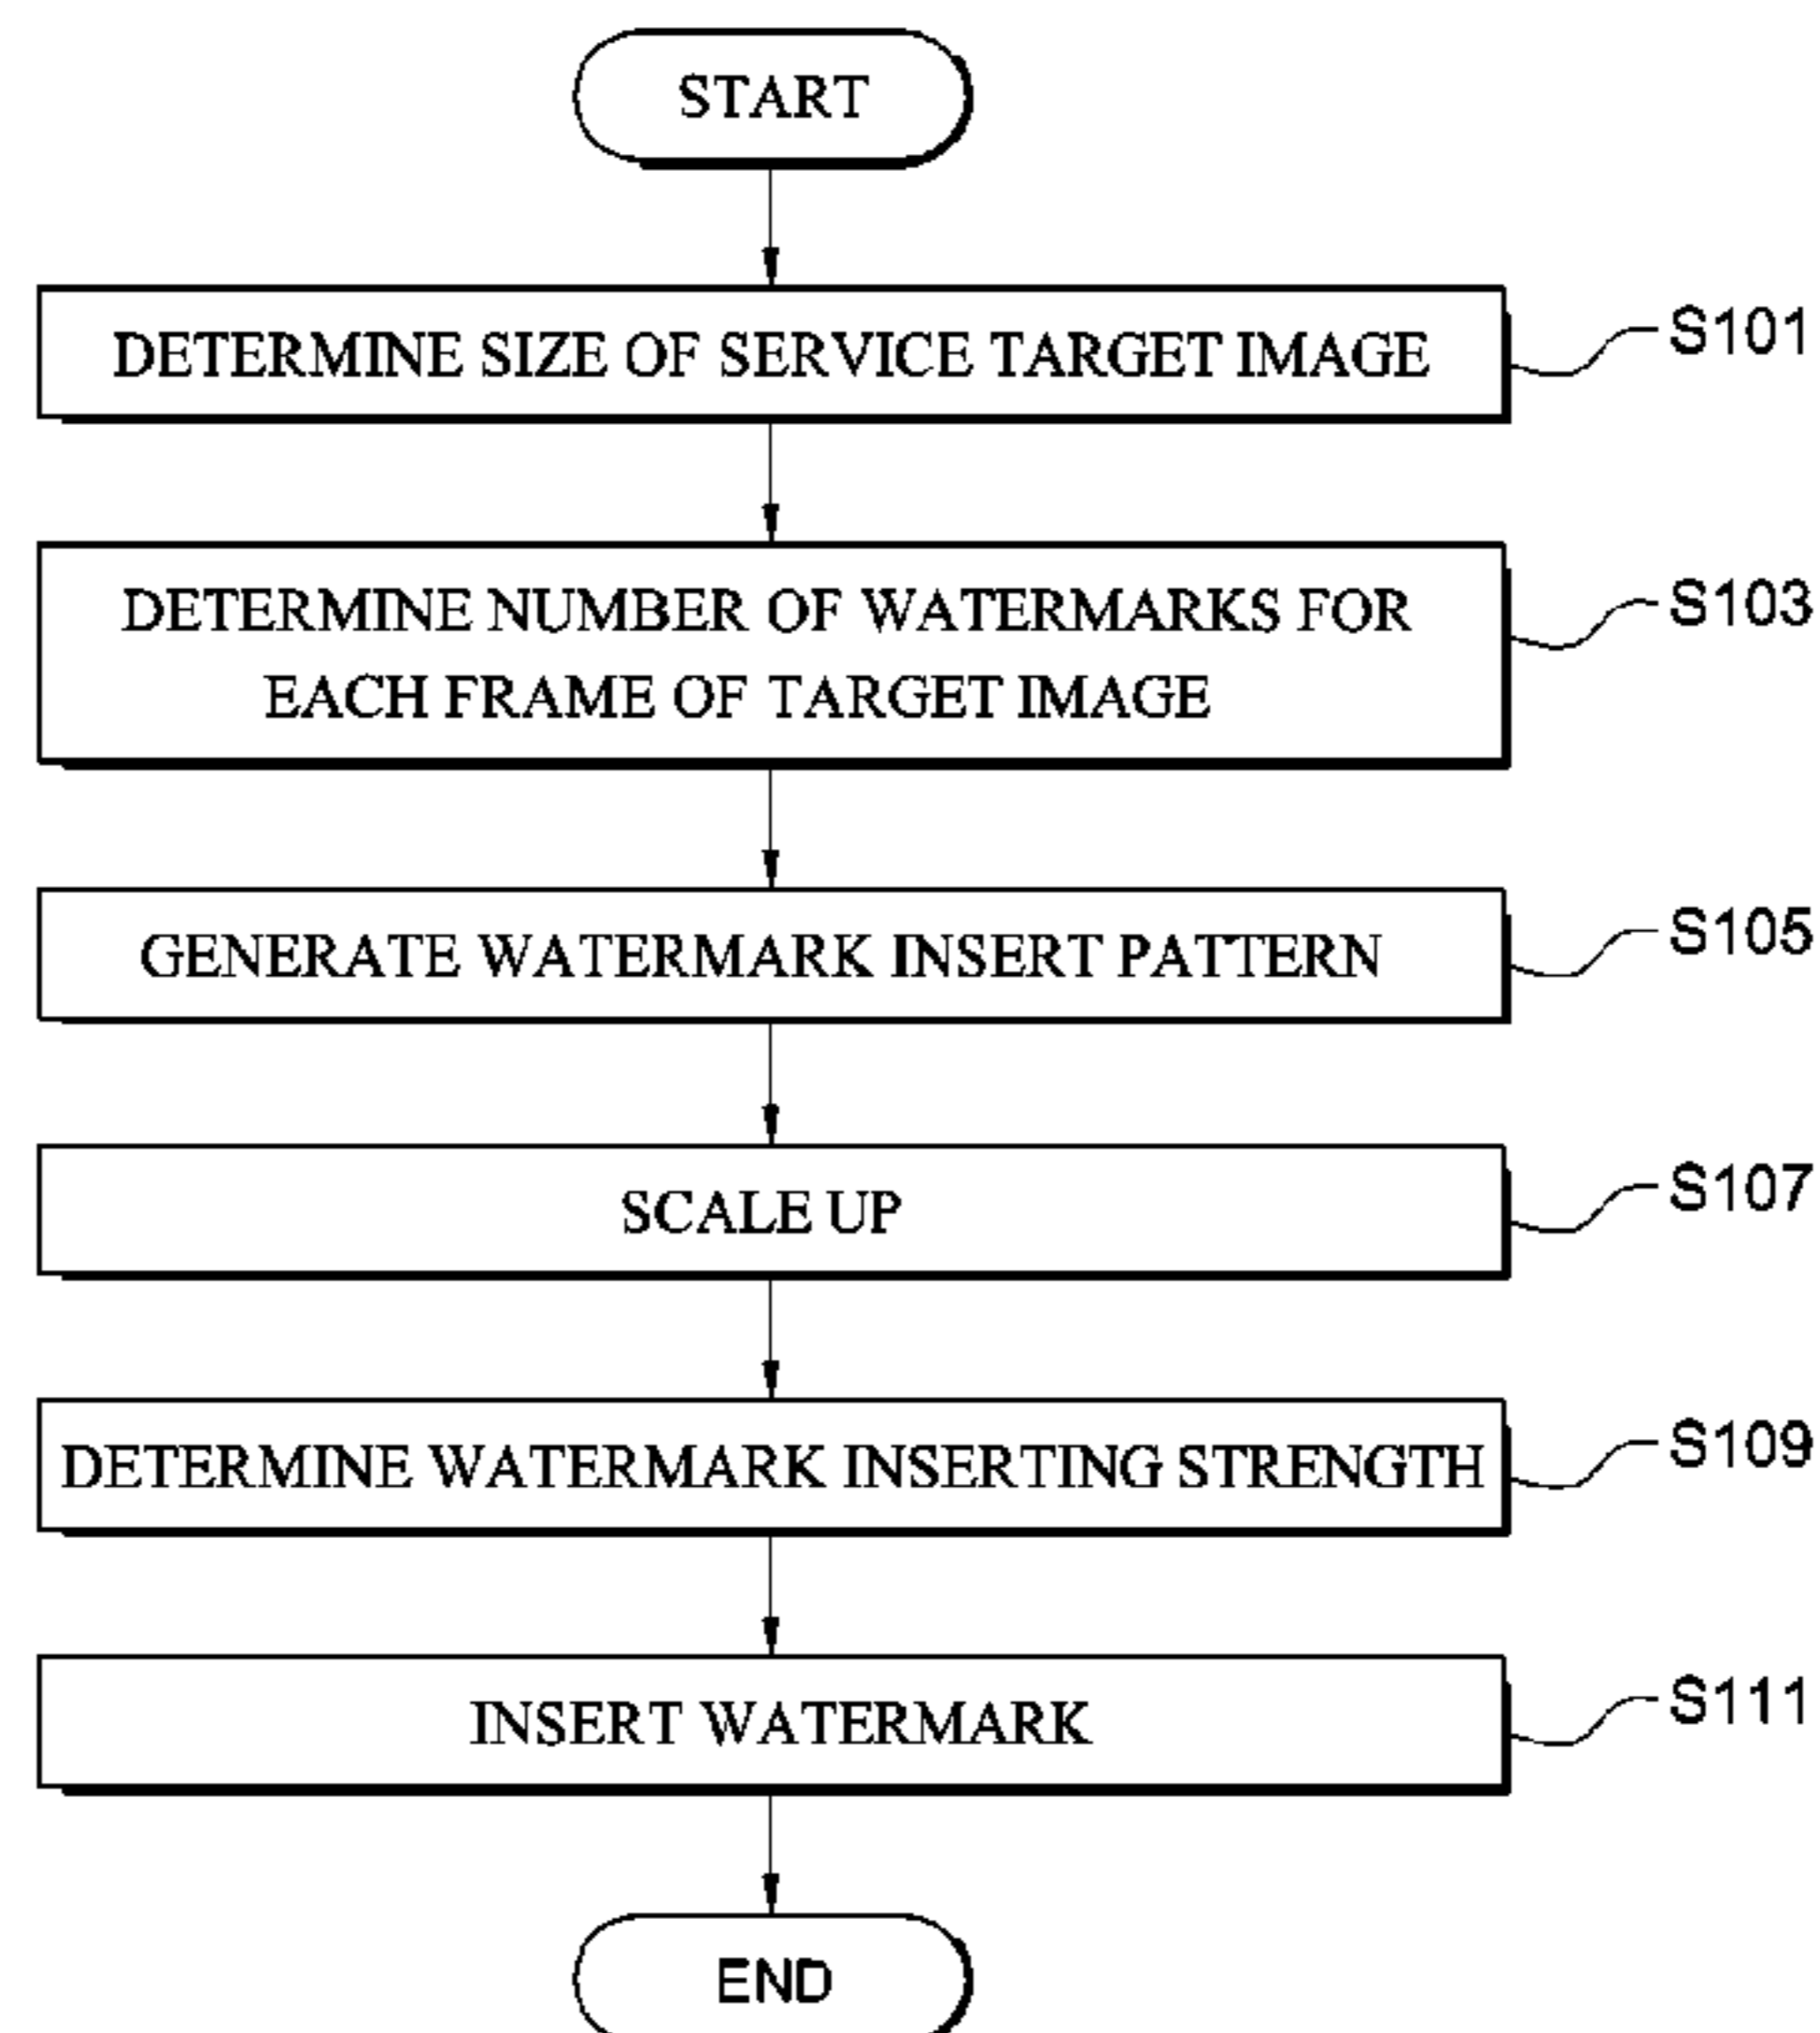 START
DETERMINE SIZE OF SERVICE TARGET IMAGE
S101
DETERMINE NUMBER OF WATERMARKS FOR
EACH FRAME OF TARGET IMAGE
S103
GENERATE WATERMARK INSERT PATTERN
S105
SCALE UP
S107
DETERMINE WATERMARK INSERTING STRENGTH
S109
INSERT WATERMARK
S111
END